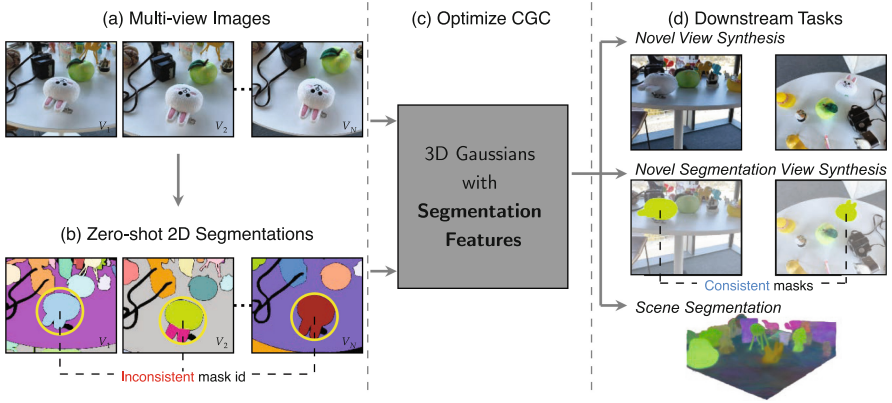 (a) Multi-view Images
(c) Optimize CGC
(d) Downstream Tasks
Novel View Synthesis
V1
V2
VN
3D Gaussians
with
Segmentation
Features
Novel Segmentation View Synthesis
(b) Zero-shot 2D Segmentations
Consistent masks
Scene Segmentation
V1
V2
VN
Inconsistent mask id